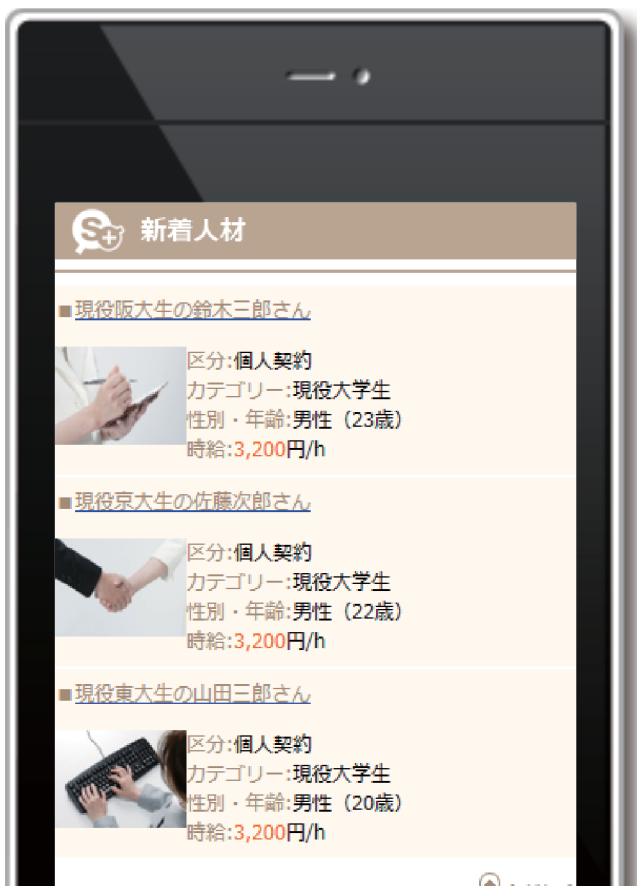 S+
新着人材
■現役阪大生の鈴木三郎さん
区分:個人契約
カテゴリー:現役大学生
性別・年齢:男性（23歳）
時給:3,200円/h
■現役京大生の佐藤次郎さん
区分:個人契約
カテゴリー:現役大学生
性別・年齢:男性（22歳）
時給:3,200円/h
■現役東大生の山田三郎さん
区分:個人契約
カテゴリー:現役大学生
性別・年齢:男性（20歳）
時給:3,200円/h